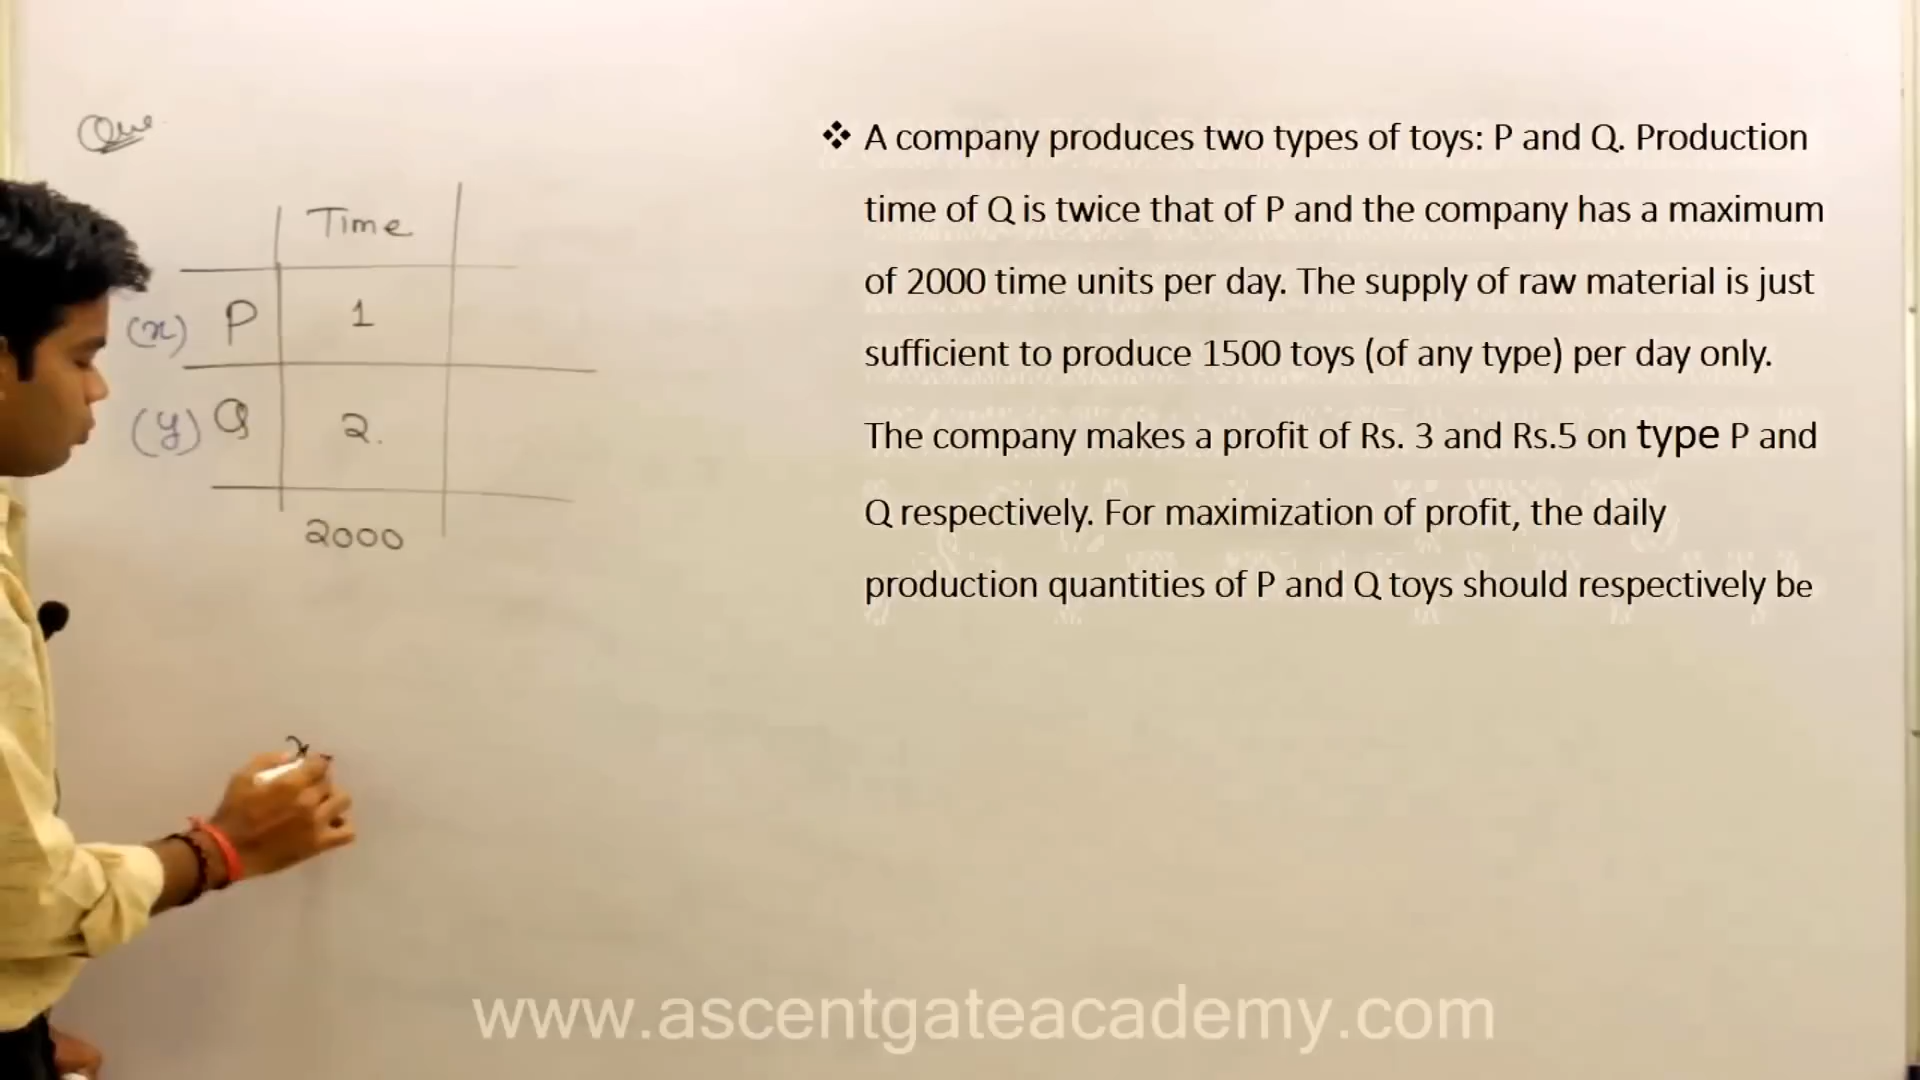 Que
Time
(x) P 1
(y) Q 2.
2000
x
❖ A company produces two types of toys: P and Q. Production
time of Q is twice that of P and the company has a maximum
of 2000 time units per day. The supply of raw material is just
sufficient to produce 1500 toys (of any type) per day only.
The company makes a profit of Rs. 3 and Rs.5 on type P and
Q respectively. For maximization of profit, the daily
production quantities of P and Q toys should respectively be
www.ascentgateacademy.com